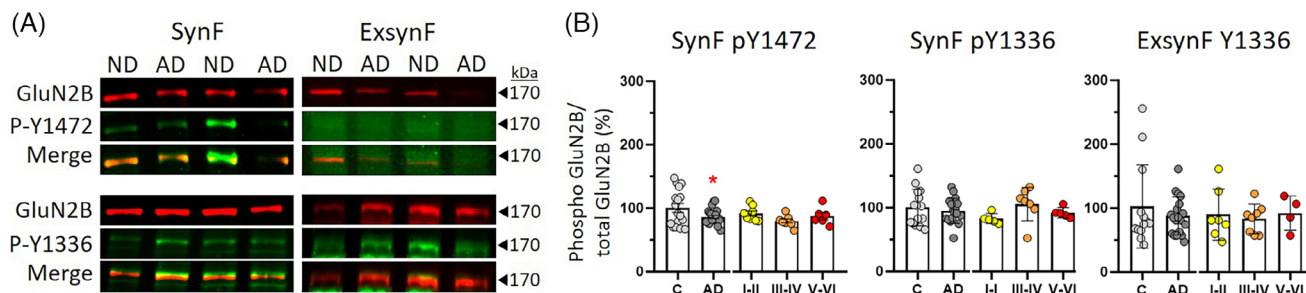 (A)
SynF ExsynF
ND AD ND AD ND AD ND AD kDa
GluN2B ◄170
P-Y1472 ◄170
Merge ◄170
GluN2B ◄170
P-Y1336 ◄170
Merge ◄170
(B)
SynF pY1472
Phospho GluN2B/
total GluN2B (%)
300
200
100
0
*
C AD I-II III-IV V-VI
SynF pY1336
300
200
100
0
C AD I-I III-IV V-VI
ExsynF Y1336
300
200
100
0
C AD I-II III-IV V-VI